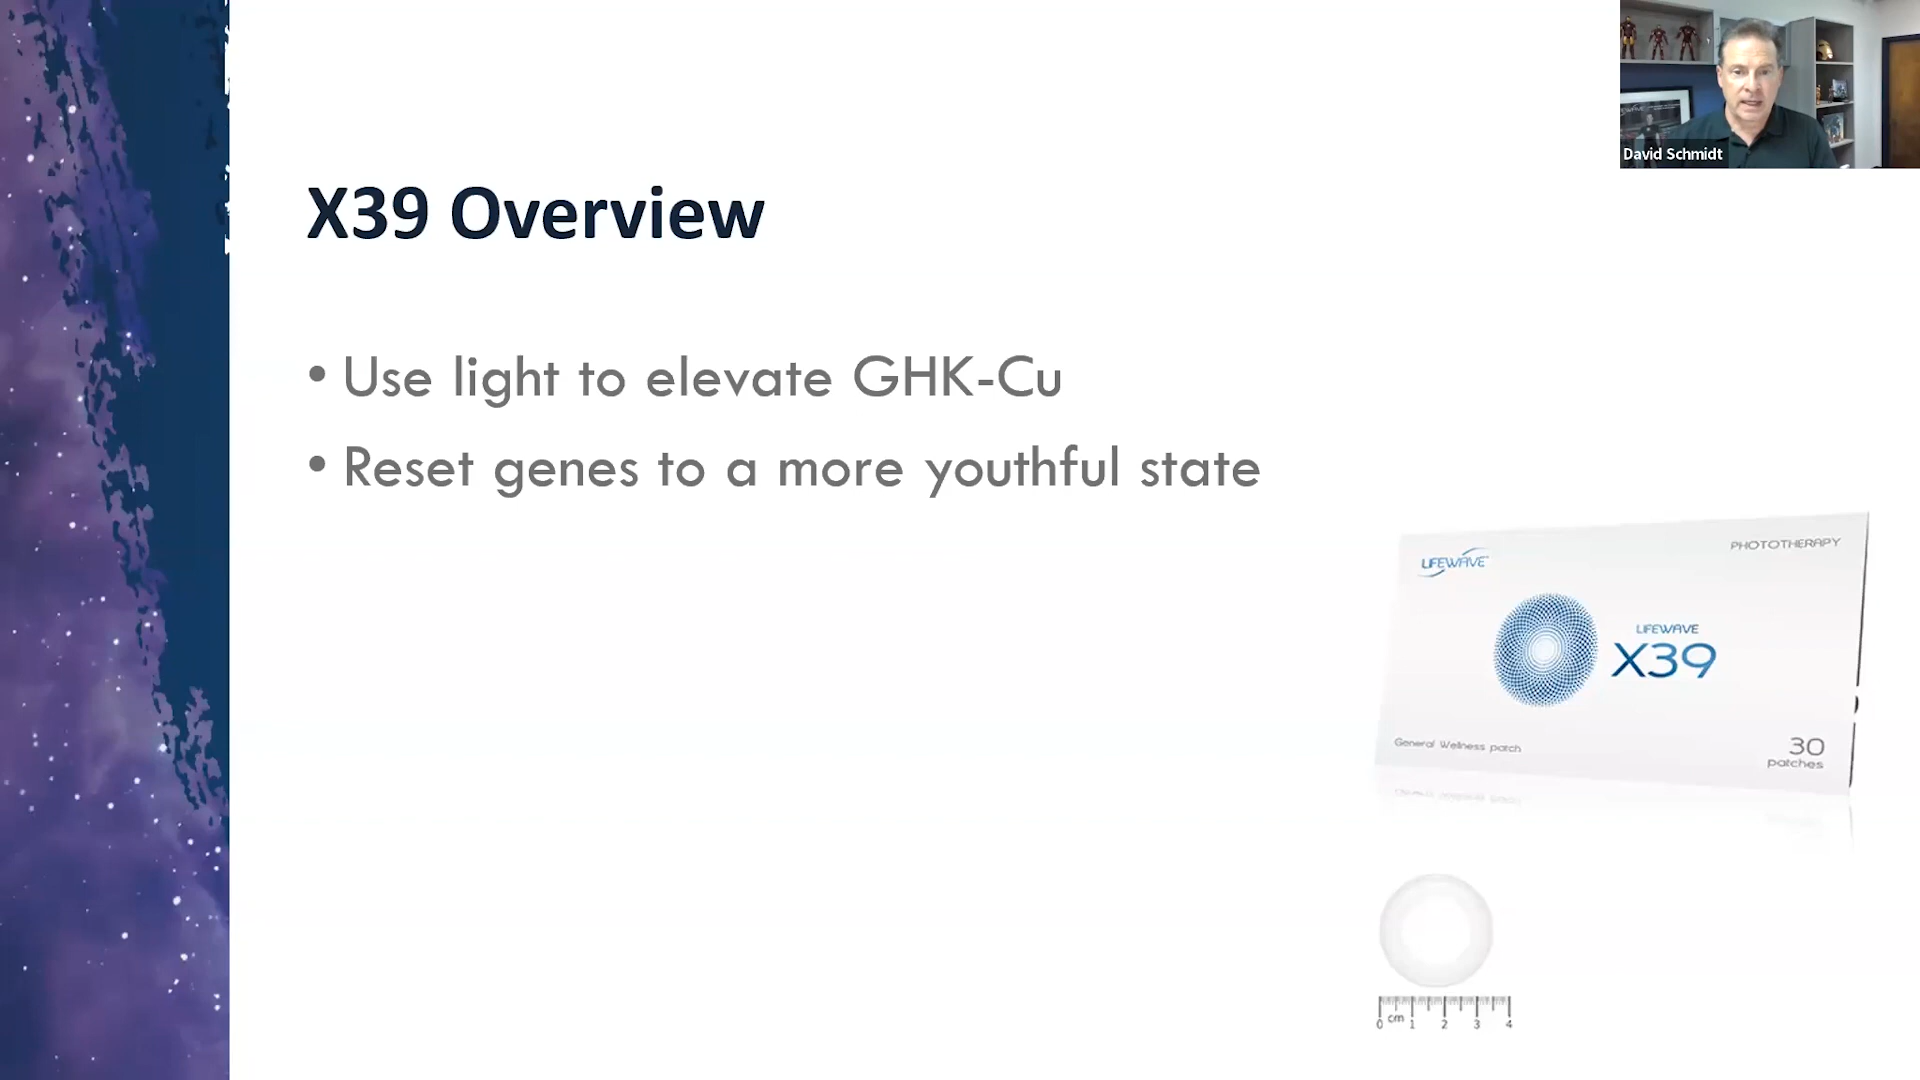 David Schmidt
X39 Overview
• Use light to elevate GHK-Cu
• Reset genes to a more youthful state
LIFEWAVE
PHOTOTHERAPY
LIFEWAVE
X39
General Wellness patch
30
patches
0 cm 1 2 3 4